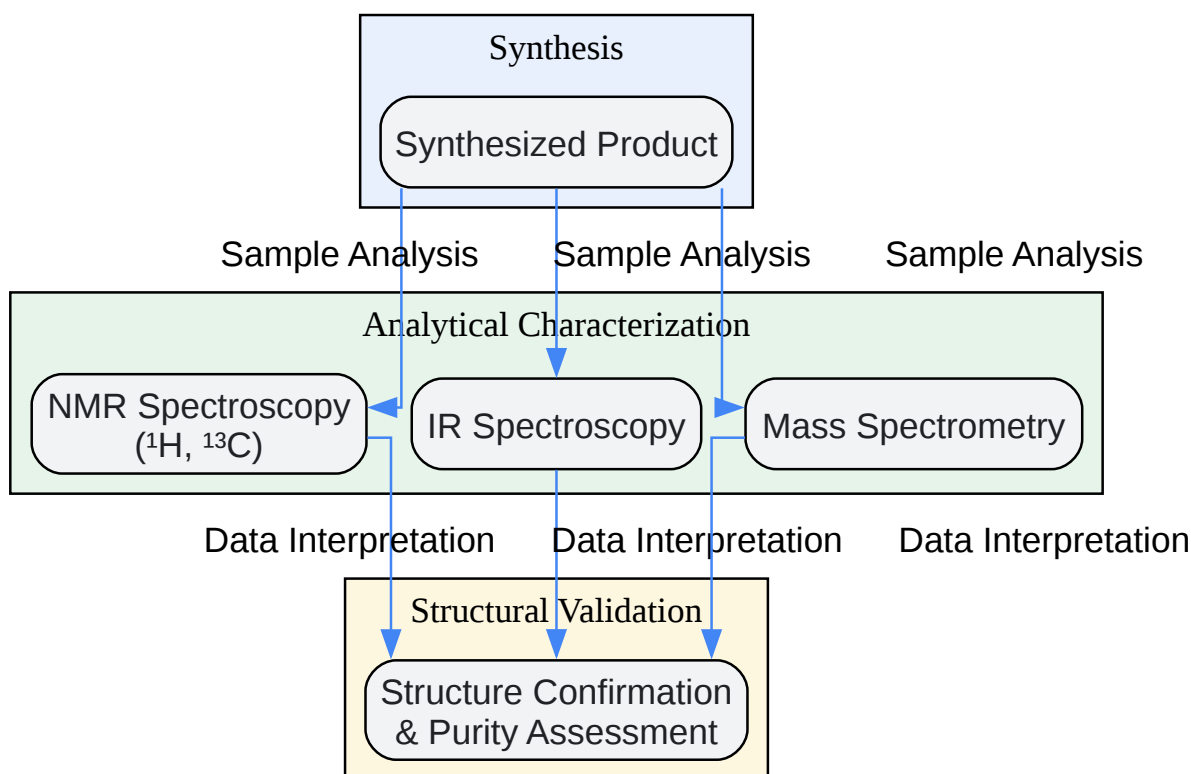 Synthesis
Synthesized Product
Sample Analysis
Sample Analysis
Sample Analysis
Analytical Characterization
NMR Spectroscopy
(¹H, ¹³C)
IR Spectroscopy
Mass Spectrometry
Data Interpretation
Data Interpretation
Data Interpretation
Structural Validation
Structure Confirmation
& Purity Assessment